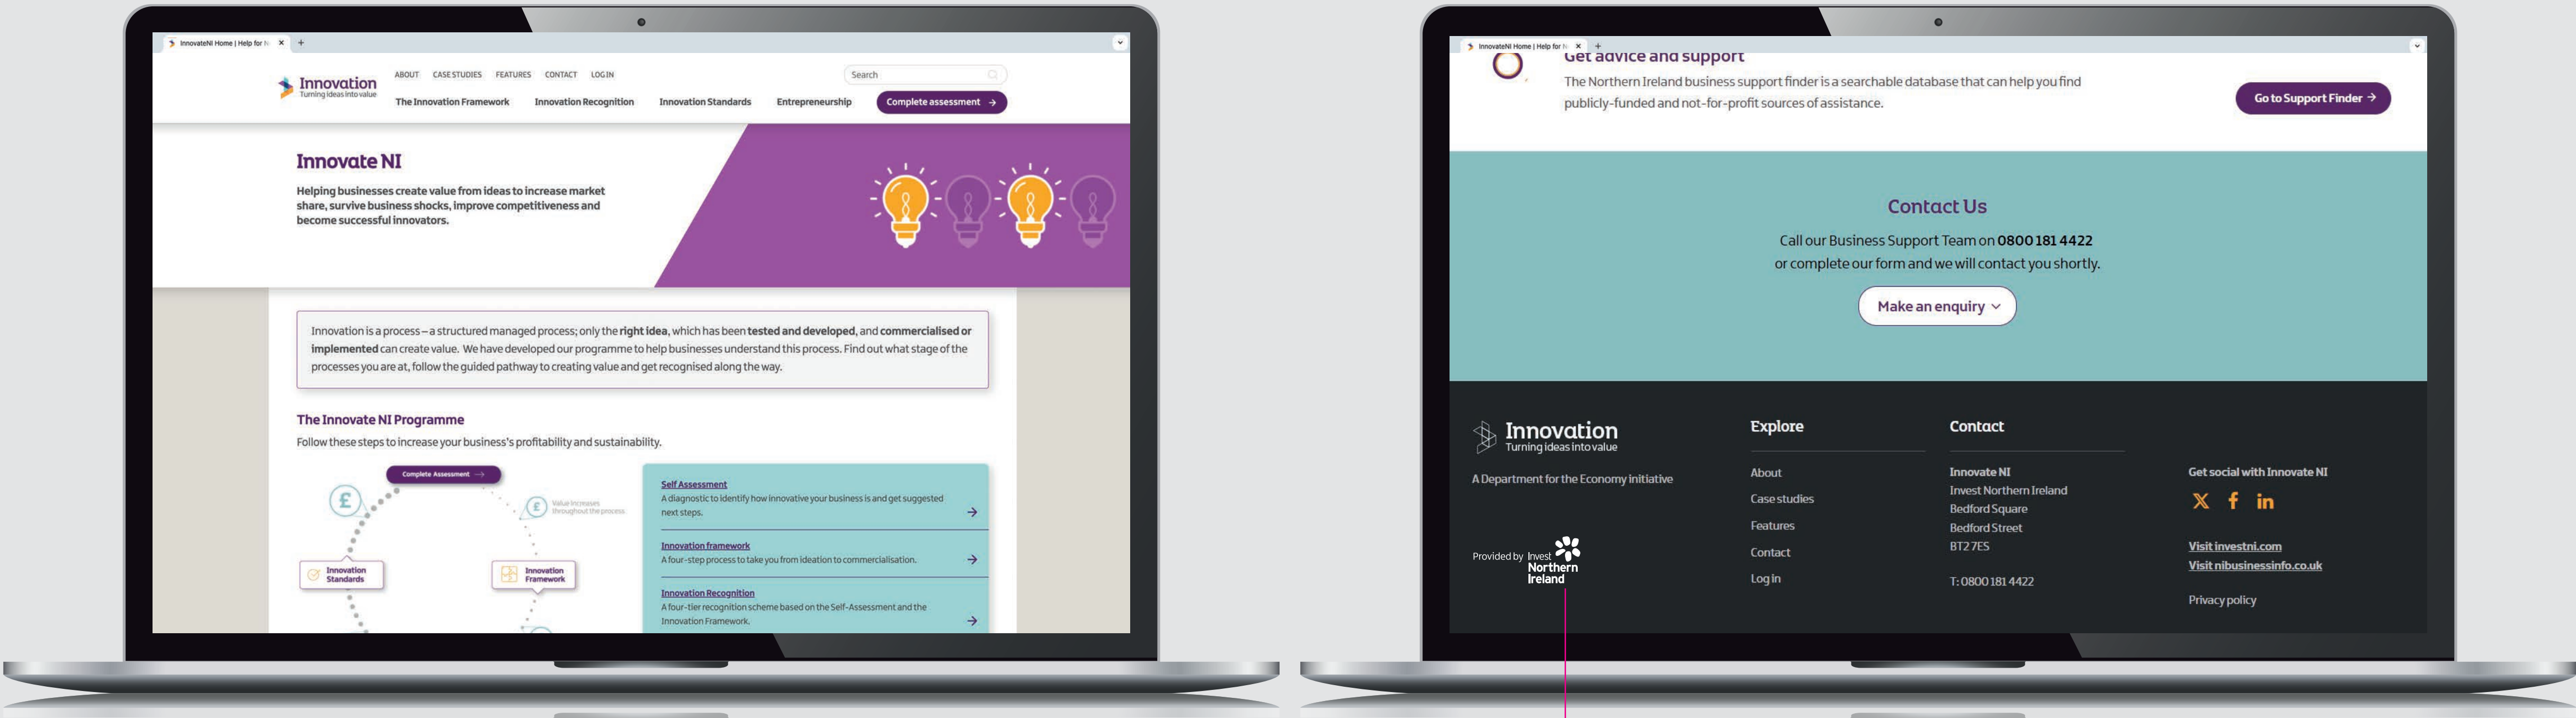 InnovateNI Home | Help for N
Innovation
Turning ideas into value
ABOUT CASE STUDIES FEATURES CONTACT LOG IN
Search
The Innovation Framework Innovation Recognition Innovation Standards Entrepreneurship Complete assessment →
Innovate NI
Helping businesses create value from ideas to increase market
share, survive business shocks, improve competitiveness and
become successful innovators.
Innovation is a process – a structured managed process; only the right idea, which has been tested and developed, and commercialised or
implemented can create value. We have developed our programme to help businesses understand this process. Find out what stage of the
processes you are at, follow the guided pathway to creating value and get recognised along the way.
The Innovate NI Programme
Follow these steps to increase your business's profitability and sustainability.
Complete Assessment →
£
£
Value increases
throughout the process.
Innovation
Standards
Innovation
Framework
Self Assessment
A diagnostic to identify how innovative your business is and get suggested
next steps.
Innovation framework
A four-step process to take you from ideation to commercialisation.
Innovation Recognition
A four-tier recognition scheme based on the Self-Assessment and the
Innovation Framework.
InnovateNI Home | Help for N
Get advice and support
The Northern Ireland business support finder is a searchable database that can help you find
publicly-funded and not-for-profit sources of assistance.
Go to Support Finder →
Contact Us
Call our Business Support Team on 0800 181 4422
or complete our form and we will contact you shortly.
Make an enquiry
Innovation
Turning ideas into value
A Department for the Economy initiative
Provided by Invest
Northern
Ireland
Explore
About
Case studies
Features
Contact
Log in
Contact
Innovate NI
Invest Northern Ireland
Bedford Square
Bedford Street
BT2 7ES
T: 0800 181 4422
Get social with Innovate NI
X f in
Visit investni.com
Visit nibusinessinfo.co.uk
Privacy policy